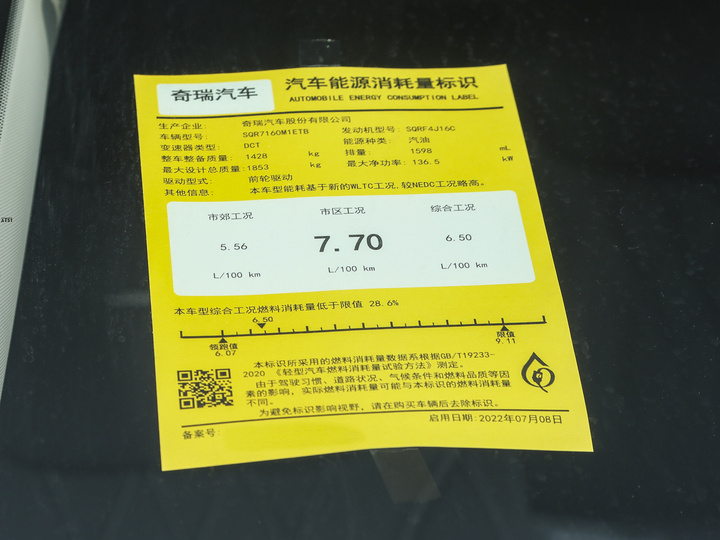 奇瑞汽车
汽车能源消耗量标识
AUTOMOBILE ENERGY CONSUMPTION LABEL
生产企业: 奇瑞汽车股份有限公司
车辆型号: SQR7160M1ETB 发动机型号: SQRF4J16C
变速器类型: DCT 能源种类: 汽油
整车整备质量: 1428 kg 排量: 1598 mL
最大设计总质量: 1853 kg 最大净功率: 136.5 kW
驱动型式: 前轮驱动
其他信息: 本车型能耗基于新的WLTC工况,较NEDC工况略高。
市郊工况 市区工况 综合工况
5.56 7.70 6.50
L/100 km L/100 km L/100 km
本车型综合工况燃料消耗量低于限值 28.6%
6.50
领跑值 限值
6.07 9.11
本标识所采用的燃料消耗量数据系根据GB/T19233-
2020 《轻型汽车燃料消耗量试验方法》测定。
由于驾驶习惯、道路状况、气候条件和燃料品质等因
素的影响, 实际燃料消耗量可能与本标识的燃料消耗量
不同。
为避免标识影响视野, 请在购买车辆后去除标识。
备案号: 启用日期: 2022年07月08日